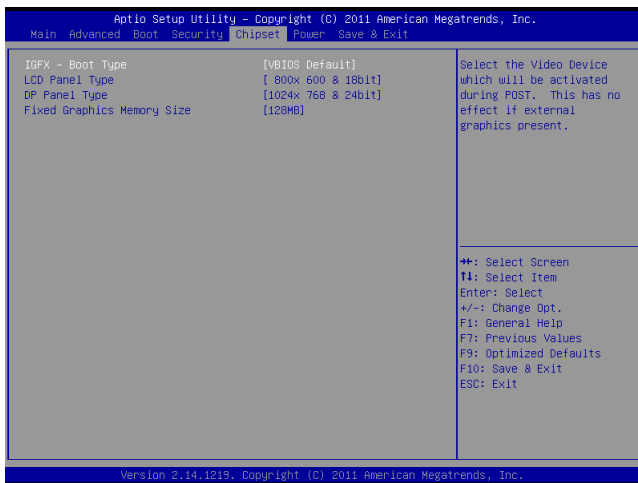 Aptio Setup Utility – Copyright (C) 2011 American Megatrends, Inc.
Main Advanced Boot Security Chipset Power Save & Exit
IGFX – Boot Type [VBIOS Default]
LCD Panel Type [ 800x 600 & 18bit]
DP Panel Type [1024x 768 & 24bit]
Fixed Graphics Memory Size [128MB]
Select the Video Device
which will be activated
during POST. This has no
effect if external
graphics present.
→←: Select Screen
↑↓: Select Item
Enter: Select
+/-: Change Opt.
F1: General Help
F7: Previous Values
F9: Optimized Defaults
F10: Save & Exit
ESC: Exit
Version 2.14.1219. Copyright (C) 2011 American Megatrends, Inc.